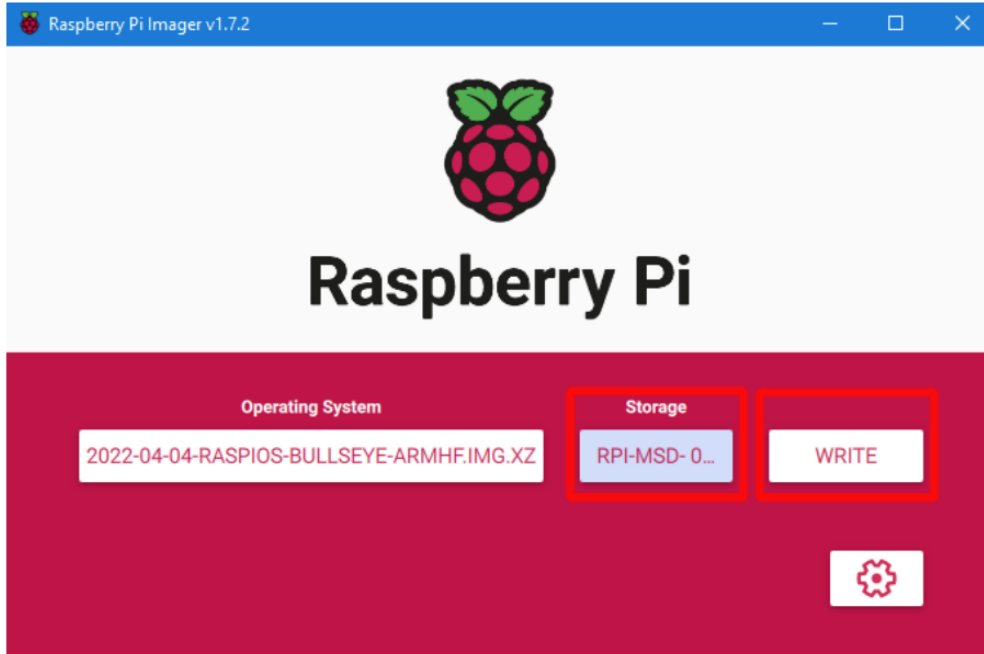 Raspberry Pi Imager v1.7.2
Raspberry Pi
Operating System
Storage
2022-04-04-RASPIOS-BULLSEYE-ARMHF.IMG.XZ
RPI-MSD- 0...
WRITE